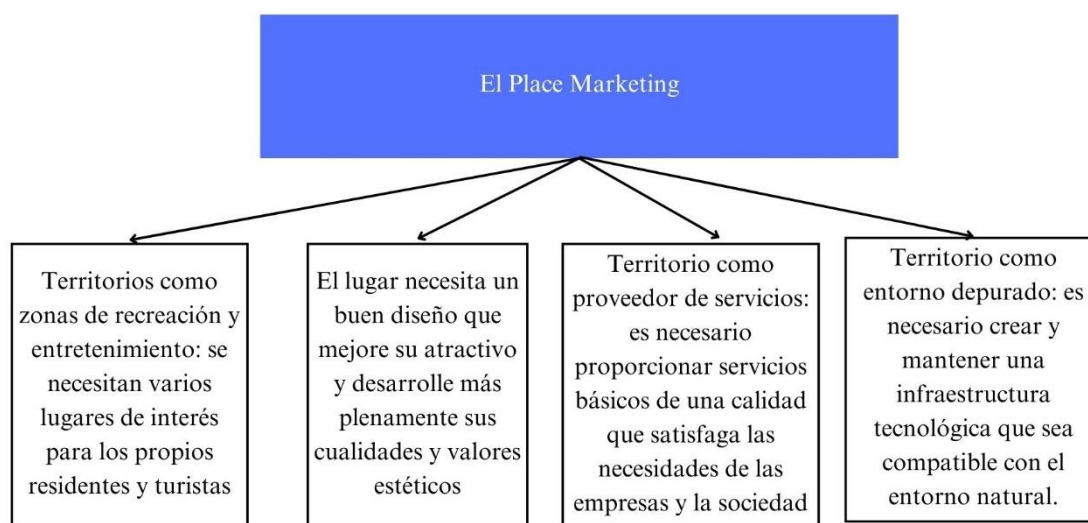 El Place Marketing
Territorios como
zonas de recreación y
entretenimiento: se
necesitan varios
lugares de interés
para los propios
residentes y turistas
El lugar necesita un
buen diseño que
mejore su atractivo
y desarrolle más
plenamente sus
cualidades y valores
estéticos
Territorio como
proveedor de servicios:
es necesario
proporcionar servicios
básicos de una calidad
que satisfaga las
necesidades de las
empresas y la sociedad
Territorio como
entorno depurado: es
necesario crear y
mantener una
infraestructura
tecnológica que sea
compatible con el
entorno natural.